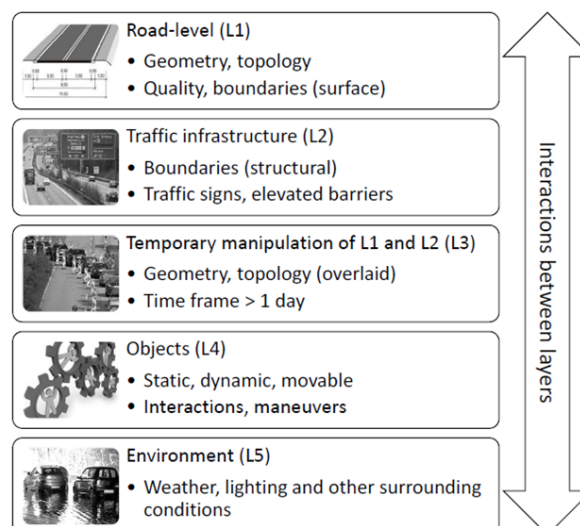 Road-level (L1)
• Geometry, topology
• Quality, boundaries (surface)
Traffic infrastructure (L2)
• Boundaries (structural)
• Traffic signs, elevated barriers
Temporary manipulation of L1 and L2 (L3)
• Geometry, topology (overlaid)
• Time frame > 1 day
Objects (L4)
• Static, dynamic, movable
• Interactions, maneuvers
Environment (L5)
• Weather, lighting and other surrounding
conditions
Interactions between layers